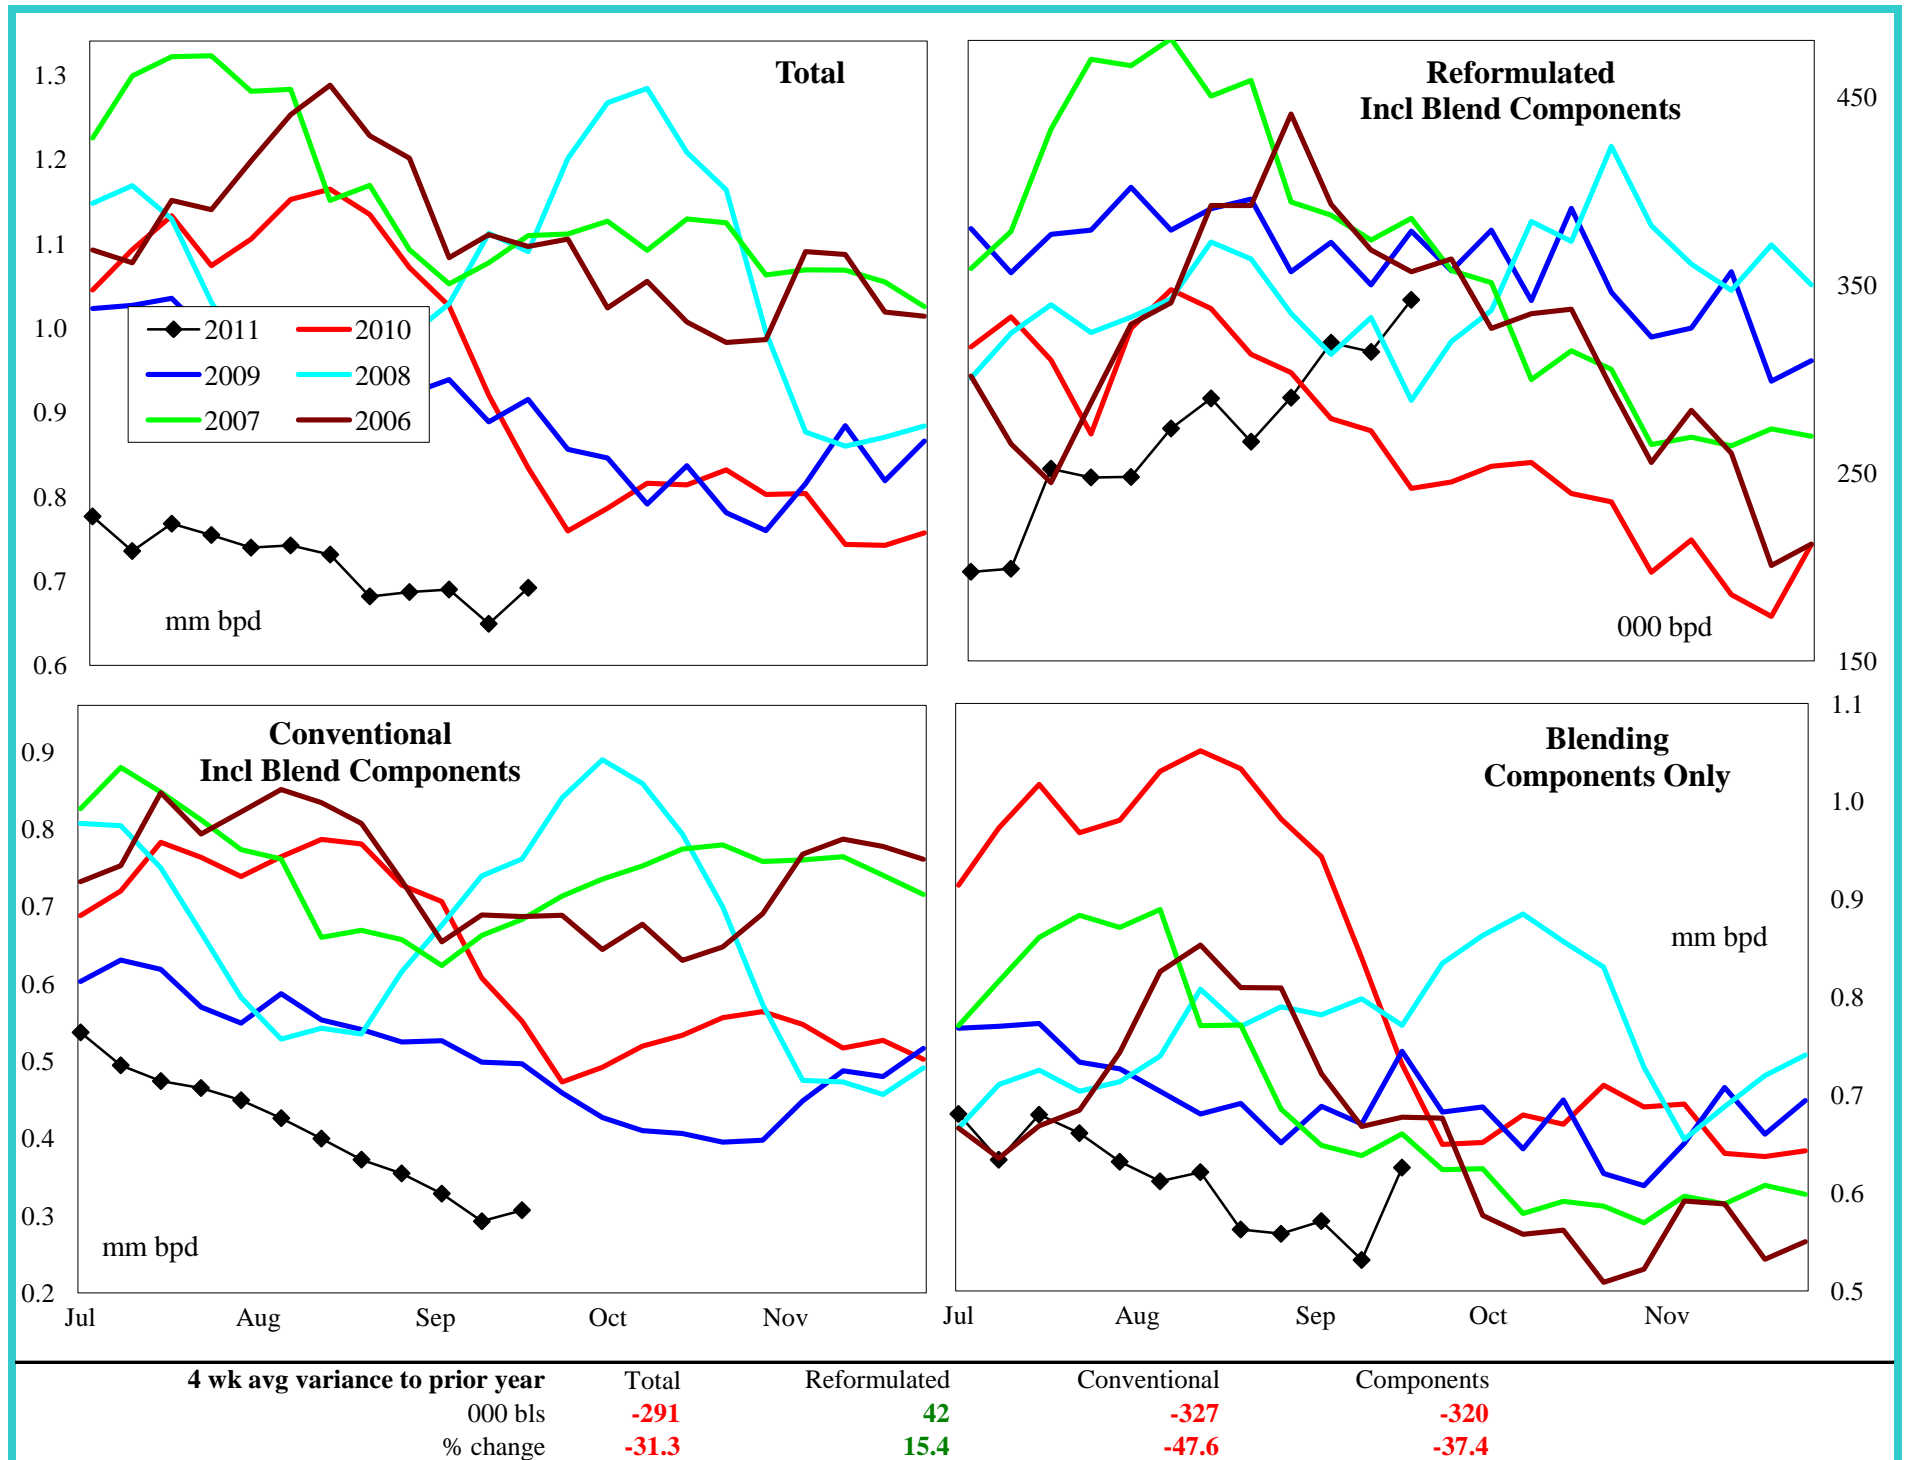 Total
1.3
1.2
1.1
1.0
0.9
0.8
0.7
0.6
2011 2010
2009 2008
2007 2006
mm bpd
Reformulated
Incl Blend Components
450
350
250
150
000 bpd
Conventional
Incl Blend Components
0.9
0.8
0.7
0.6
0.5
0.4
0.3
0.2
mm bpd
Jul Aug Sep Oct Nov
Blending
Components Only
mm bpd
1.1
1.0
0.9
0.8
0.7
0.6
0.5
Jul Aug Sep Oct Nov
4 wk avg variance to prior year Total Reformulated Conventional Components
000 bls -291 42 -327 -320
% change -31.3 15.4 -47.6 -37.4